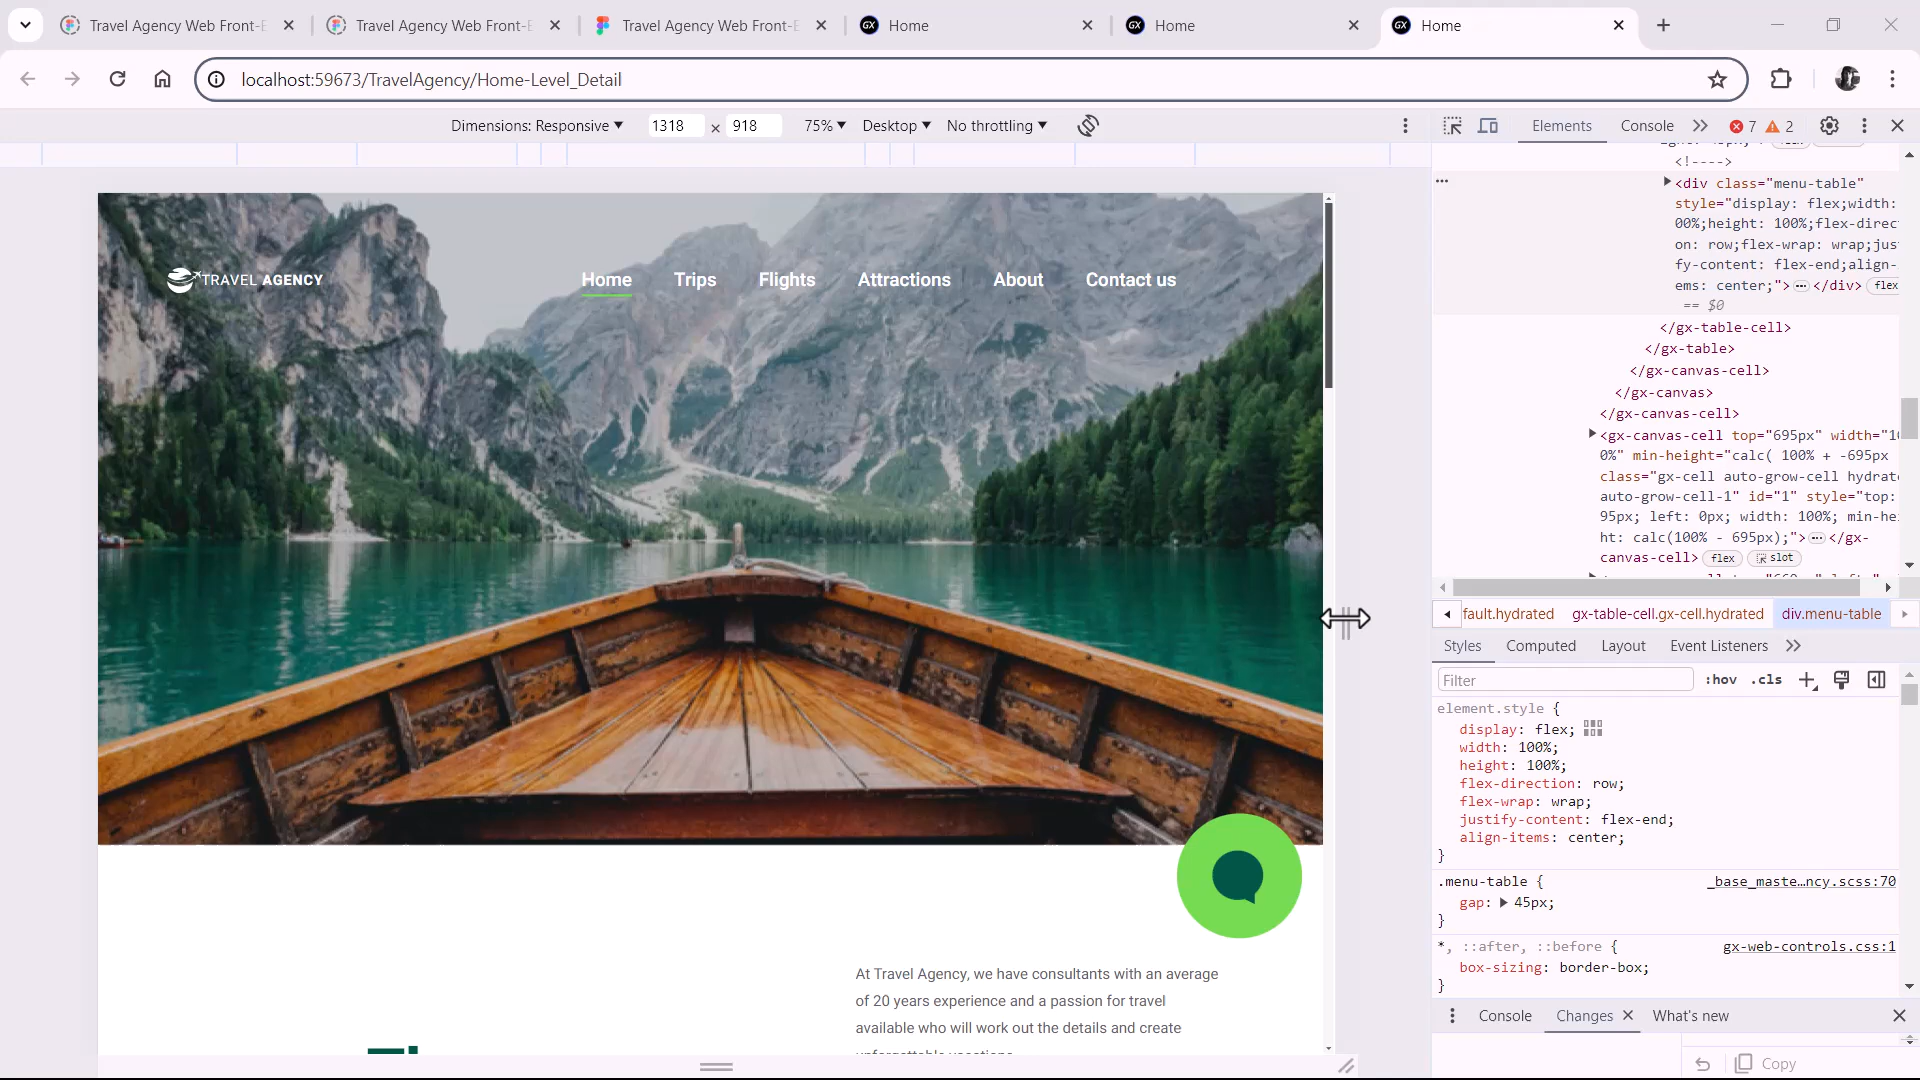 Travel Agency Web Front-E
Travel Agency Web Front-E
Travel Agency Web Front-E
GX Home
GX Home
GX Home
localhost:59673/TravelAgency/Home-Level_Detail
Dimensions: Responsive ▼ 1318 × 918 75% ▼ Desktop ▼ No throttling ▼
Elements Console 7 2
TRAVEL AGENCY
Home Trips Flights Attractions About Contact us
At Travel Agency, we have consultants with an average
of 20 years experience and a passion for travel
available who will work out the details and create
<!---->
<div class="menu-table"
style="display: flex;width:
00%;height: 100%;flex-direc
on: row;flex-wrap: wrap;jus
fy-content: flex-end;align-
ems: center;"> ⋯ </div> flex
== $0
</gx-table-cell>
</gx-table>
</gx-canvas-cell>
</gx-canvas>
</gx-canvas-cell>
<gx-canvas-cell top="695px" width="10
0%" min-height="calc( 100% + -695px
class="gx-cell auto-grow-cell hydrate
auto-grow-cell-1" id="1" style="top:
95px; left: 0px; width: 100%; min-hei
ht: calc(100% - 695px);"> ⋯ </gx-
canvas-cell> flex slot
fault.hydrated gx-table-cell.gx-cell.hydrated div.menu-table
Styles Computed Layout Event Listeners
Filter :hov .cls
element.style {
display: flex;
width: 100%;
height: 100%;
flex-direction: row;
flex-wrap: wrap;
justify-content: flex-end;
align-items: center;
}
.menu-table { _base_maste…ncy.scss:70
gap: 45px;
}
*, ::after, ::before { gx-web-controls.css:1
box-sizing: border-box;
}
Console Changes What's new
Copy